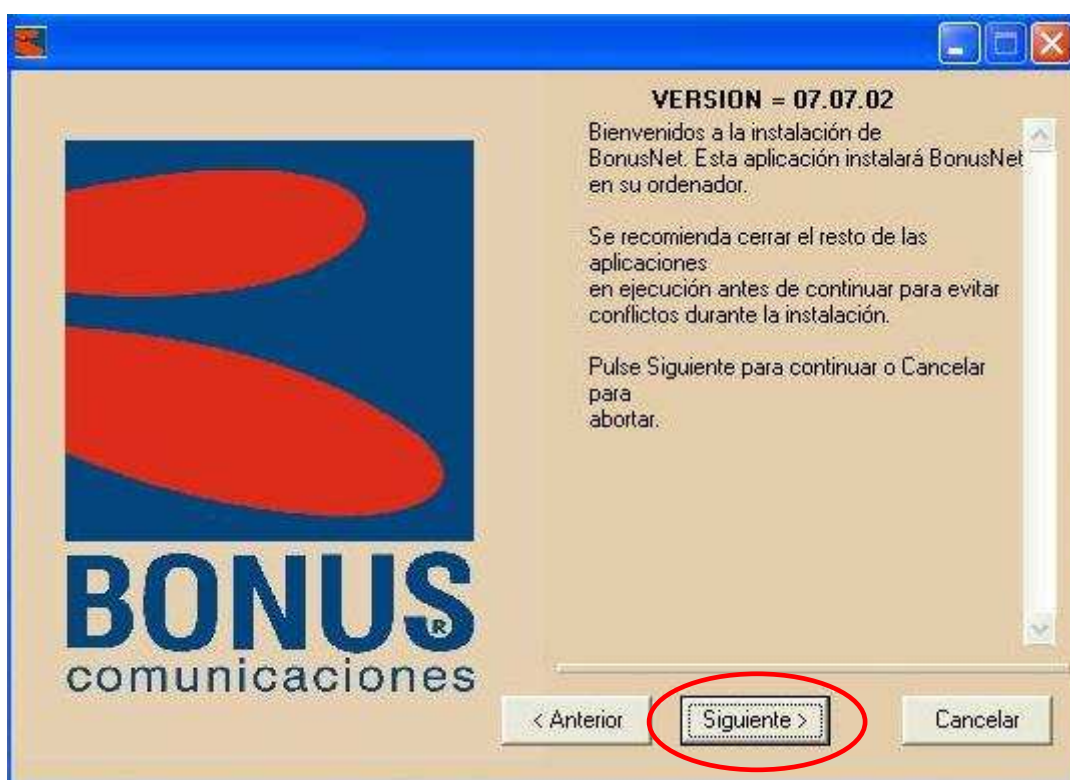 VERSION = 07.07.02
Bienvenidos a la instalación de
BonusNet. Esta aplicación instalará BonusNet
en su ordenador.
Se recomienda cerrar el resto de las
aplicaciones
en ejecución antes de continuar para evitar
conflictos durante la instalación.
Pulse Siguiente para continuar o Cancelar
para
abortar.
BONUS®
comunicaciones
< Anterior
Siguiente >
Cancelar